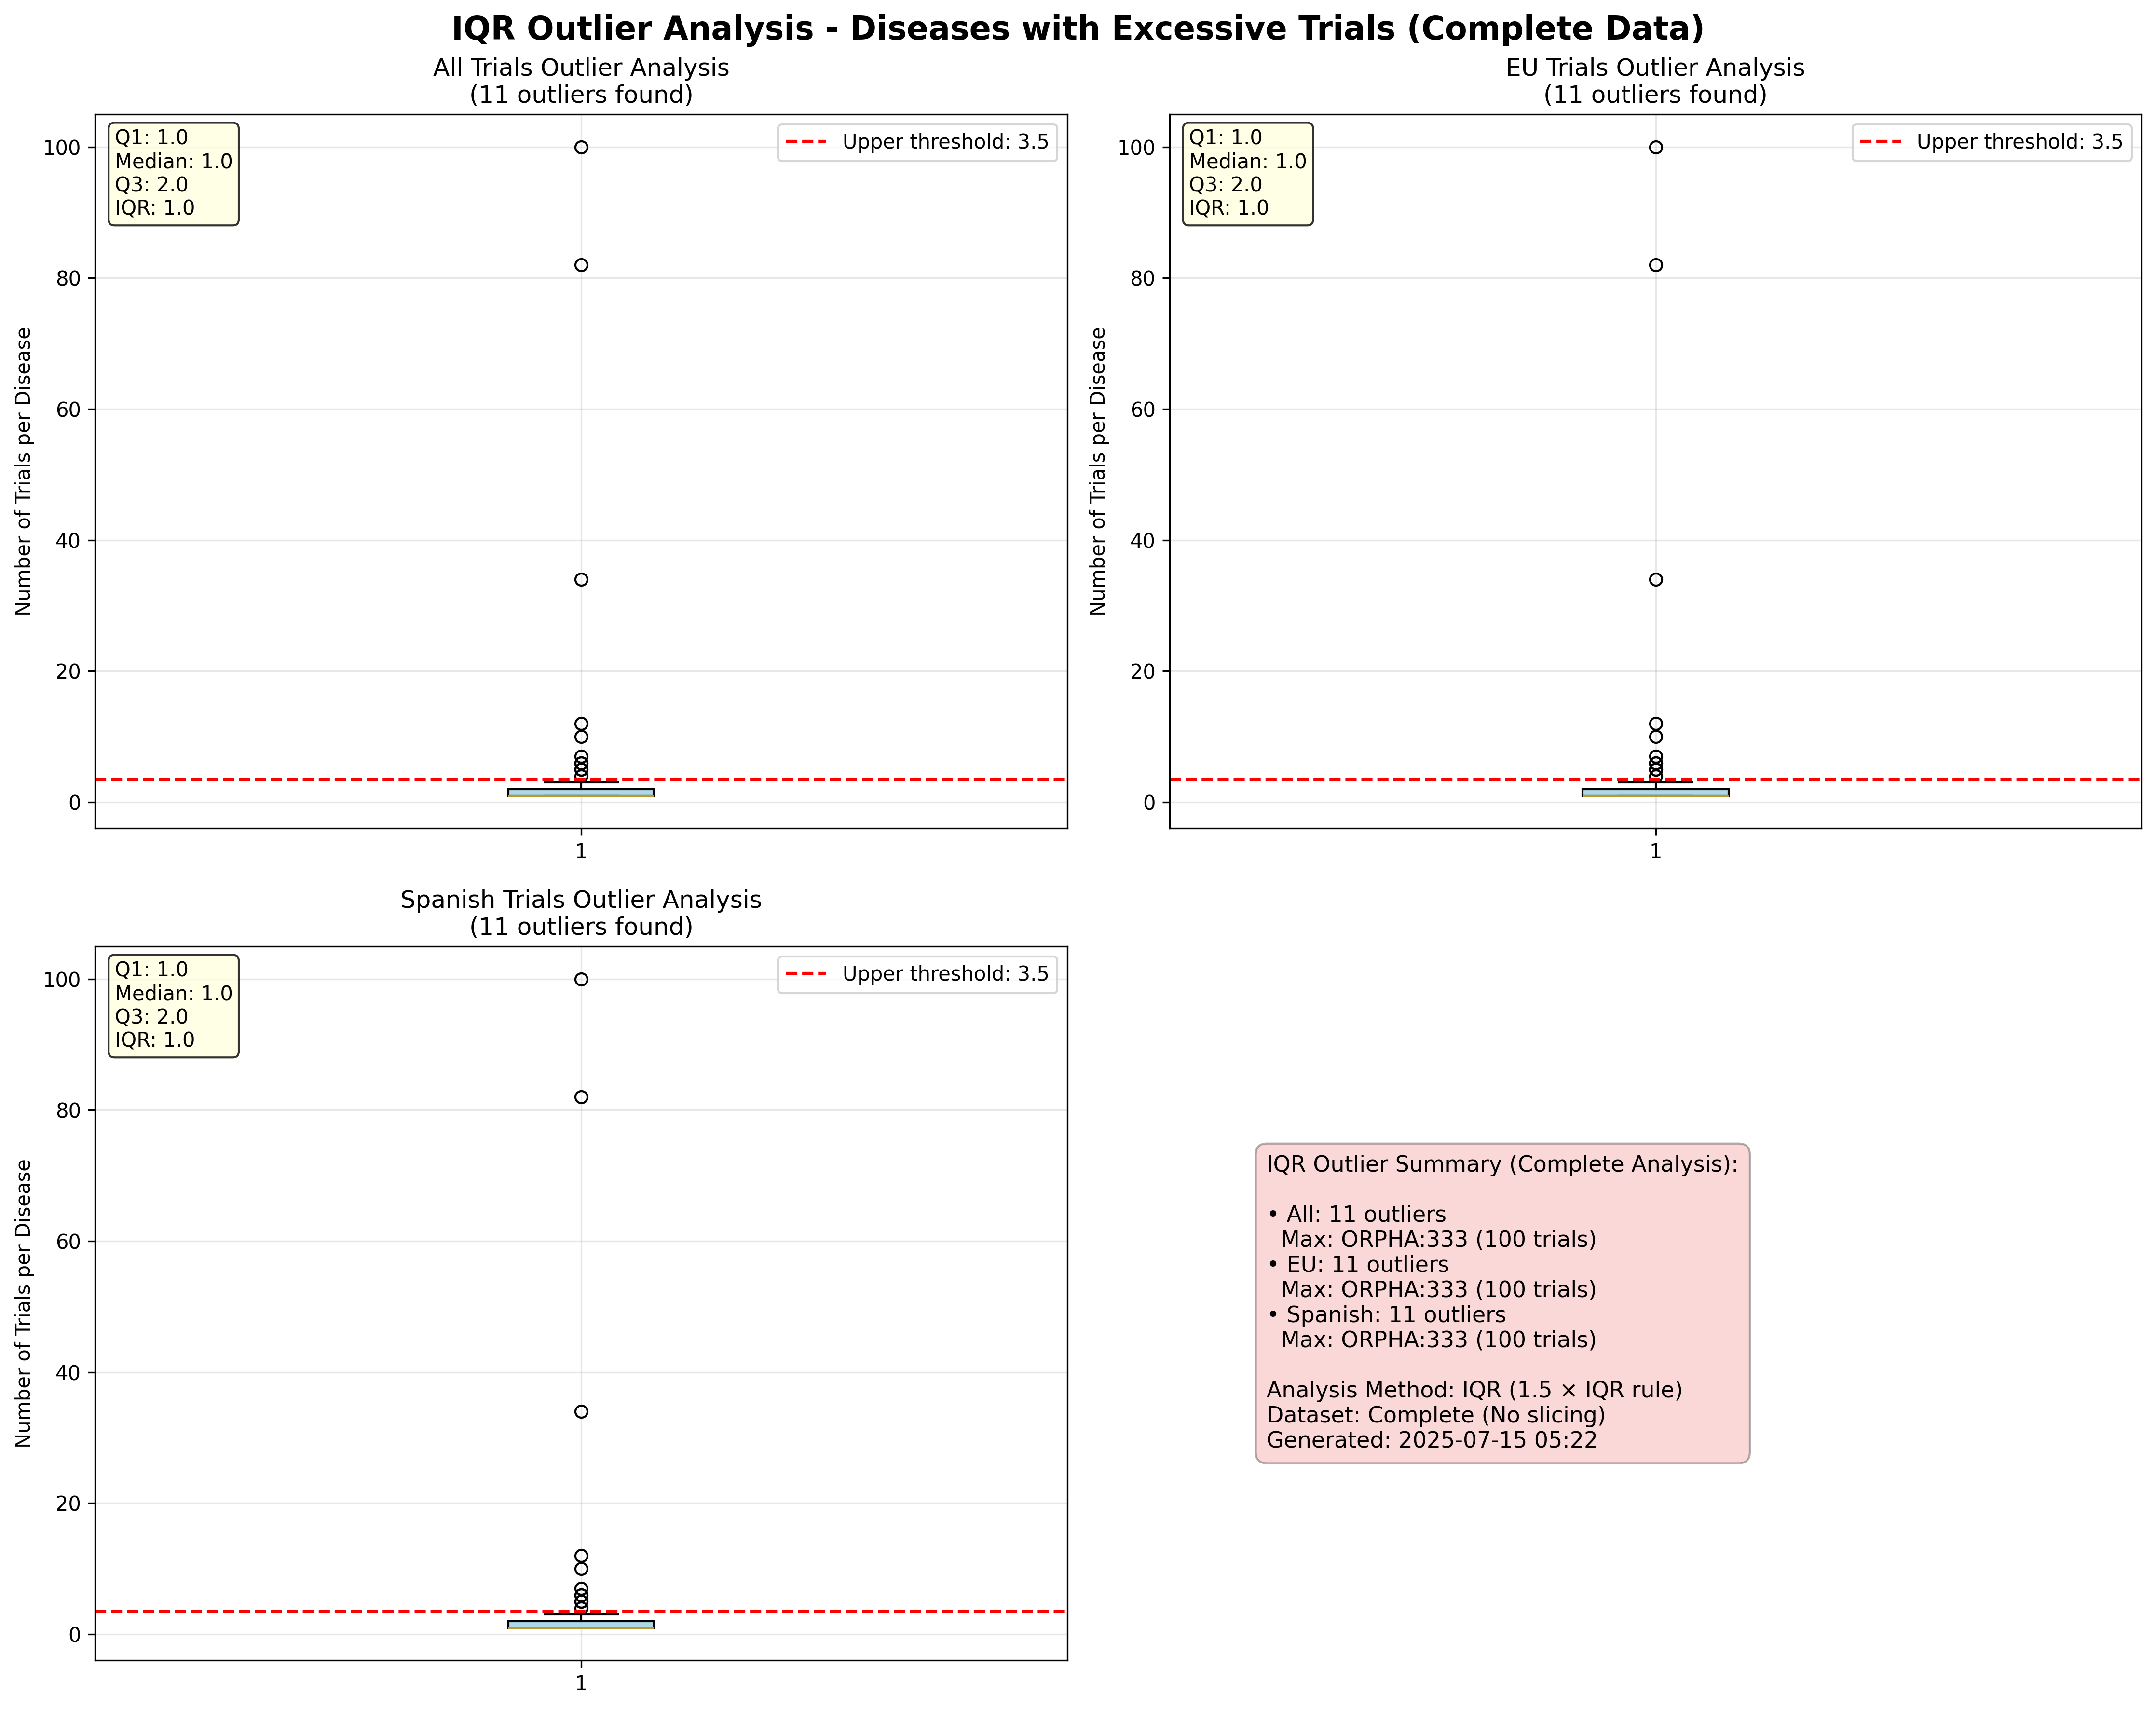 IQR Outlier Analysis - Diseases with Excessive Trials (Complete Data)
All Trials Outlier Analysis
(11 outliers found)
Q1: 1.0
Median: 1.0
Q3: 2.0
IQR: 1.0
Upper threshold: 3.5
Number of Trials per Disease
100
80
60
40
20
0
1
EU Trials Outlier Analysis
(11 outliers found)
Q1: 1.0
Median: 1.0
Q3: 2.0
IQR: 1.0
Upper threshold: 3.5
Number of Trials per Disease
100
80
60
40
20
0
1
Spanish Trials Outlier Analysis
(11 outliers found)
Q1: 1.0
Median: 1.0
Q3: 2.0
IQR: 1.0
Upper threshold: 3.5
Number of Trials per Disease
100
80
60
40
20
0
1
IQR Outlier Summary (Complete Analysis):
• All: 11 outliers
Max: ORPHA:333 (100 trials)
• EU: 11 outliers
Max: ORPHA:333 (100 trials)
• Spanish: 11 outliers
Max: ORPHA:333 (100 trials)
Analysis Method: IQR (1.5 × IQR rule)
Dataset: Complete (No slicing)
Generated: 2025-07-15 05:22